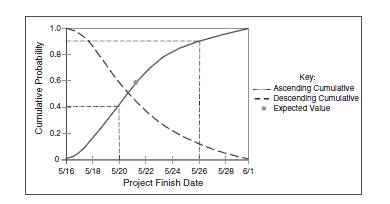 Cumulative Probability
1.0
0.8
0.6
0.4
0.2
0
5/16 5/18 5/20 5/22 5/24 5/26 5/28 6/1
Project Finish Date
Key:
Ascending Cumulative
Descending Cumulative
Expected Value